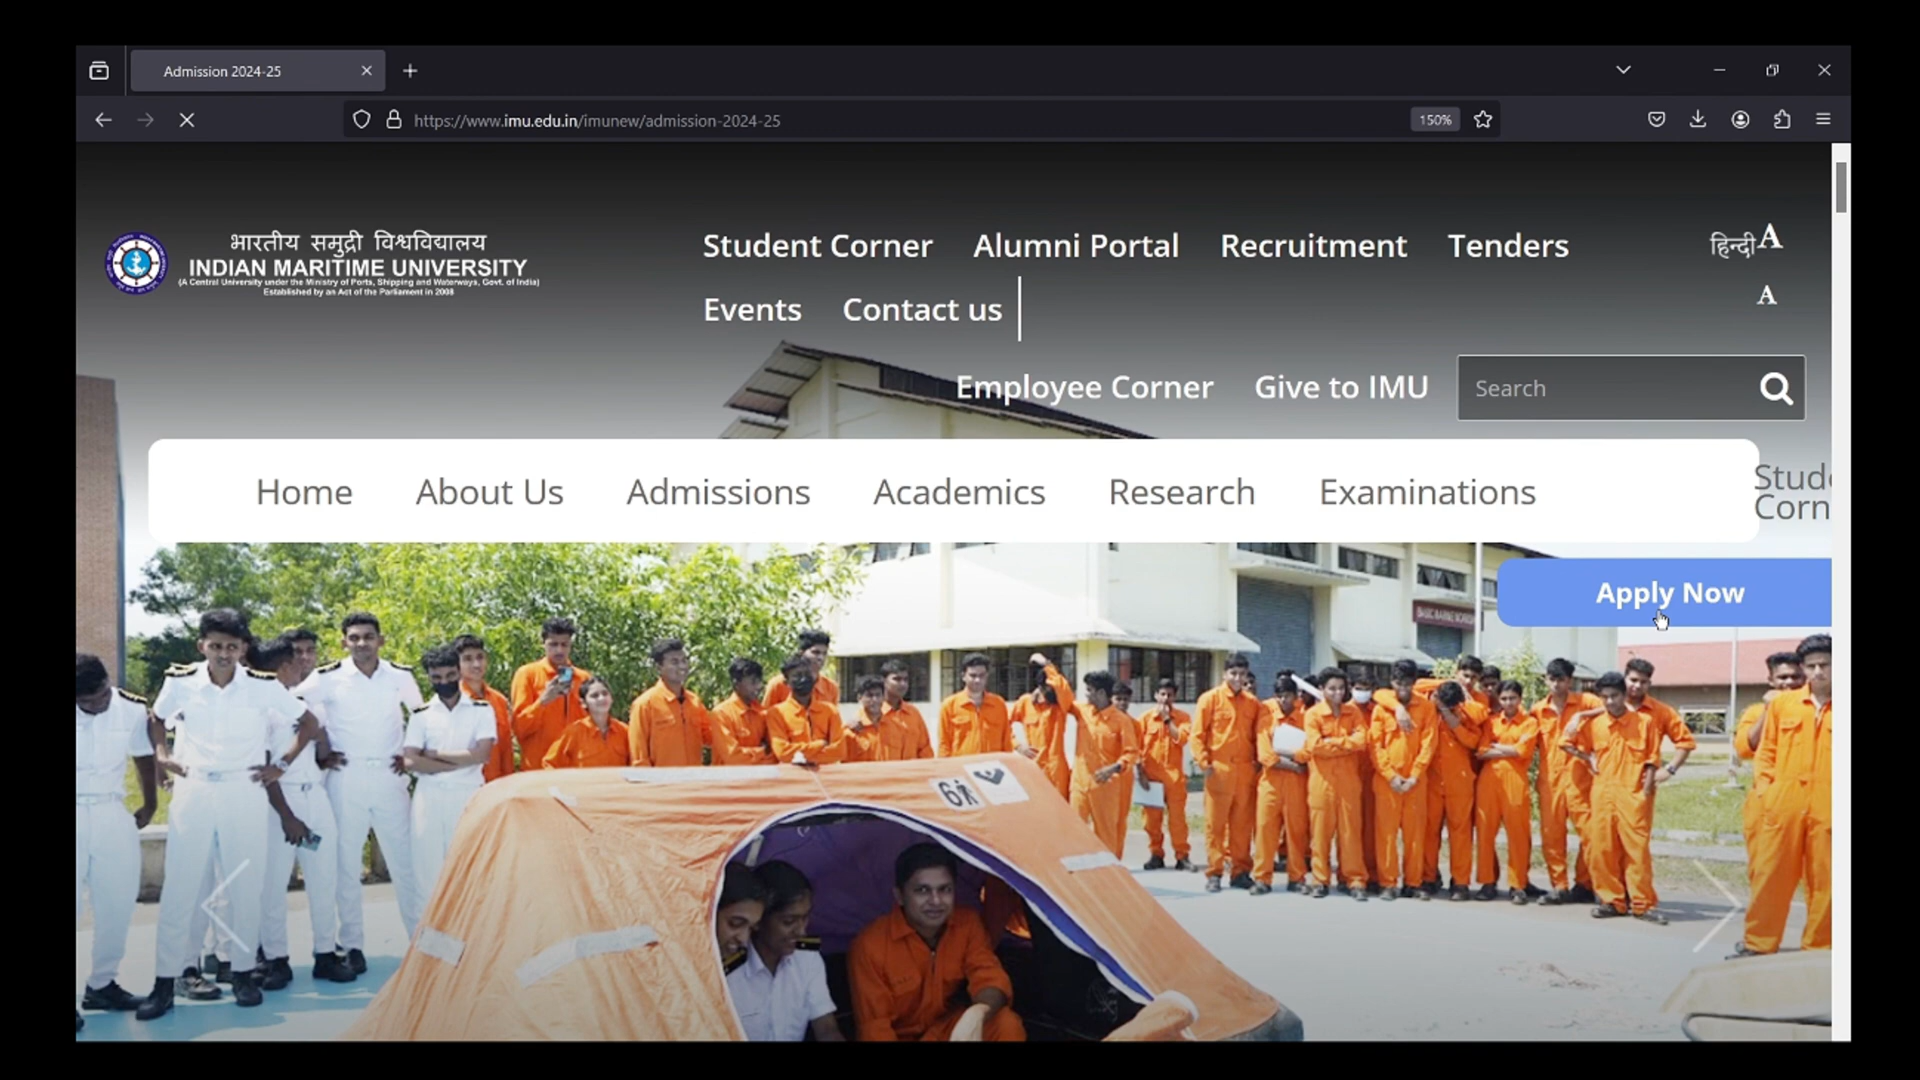 Admission 2024-25
https://www.imu.edu.in/imunew/admission-2024-25
150%
भारतीय समुद्री विश्वविद्यालय
INDIAN MARITIME UNIVERSITY
(A Central University under the Ministry of Ports, Shipping and Waterways, Govt. of India)
Established by an Act of the Parliament in 2008
Student Corner Alumni Portal Recruitment Tenders
हिन्दी A
A
Events Contact us
Employee Corner Give to IMU
Search
Home About Us Admissions Academics Research Examinations
Stude
Corn
Apply Now
6